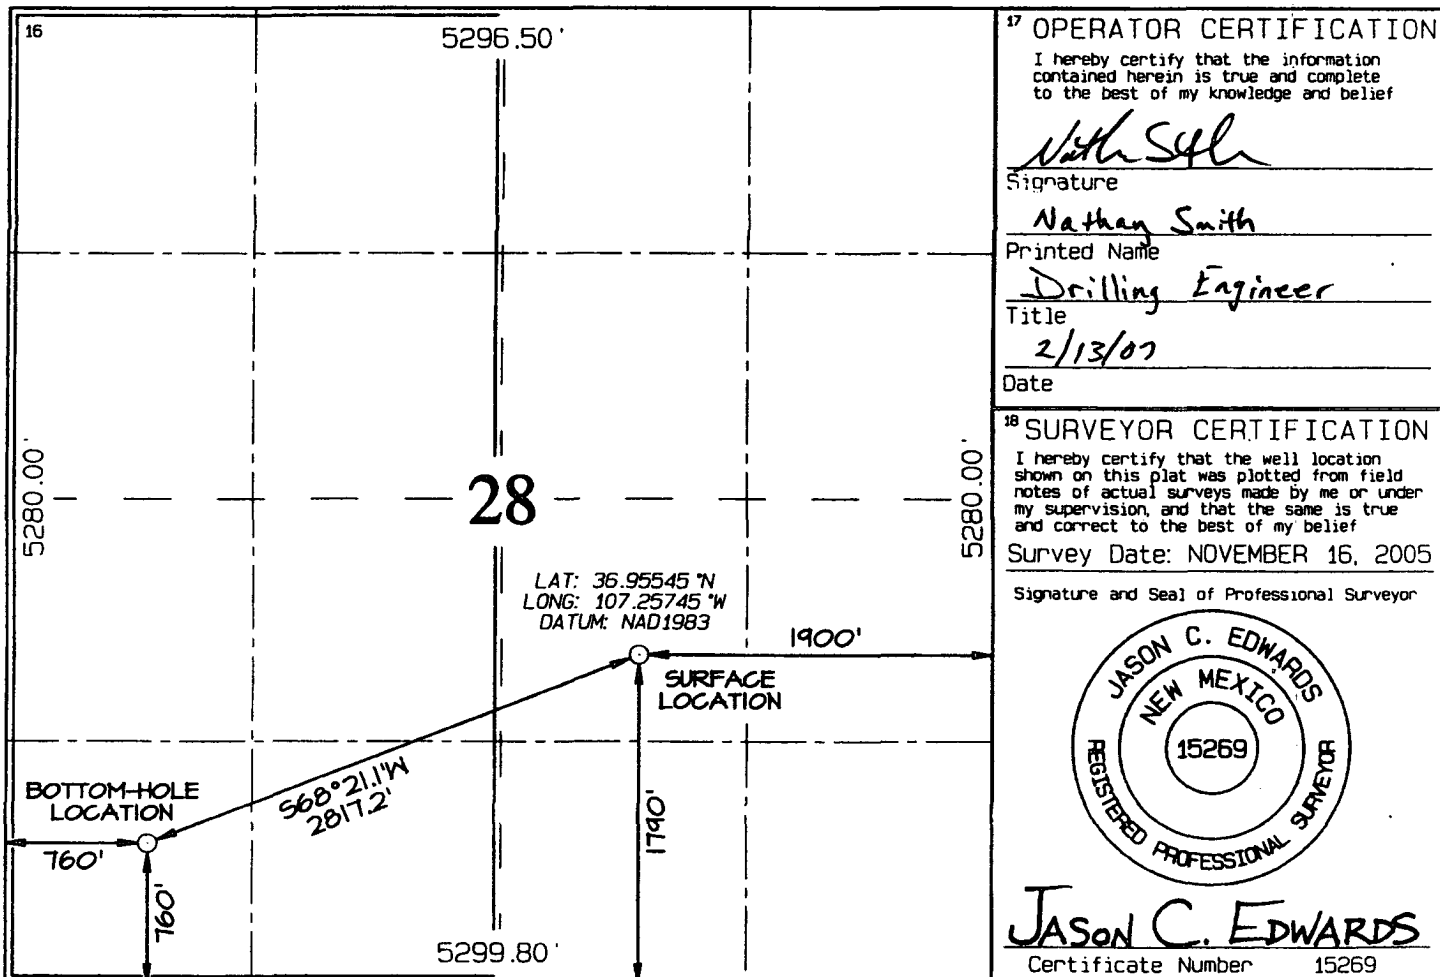 16
5296.50'
5280.00'
28
5280.00'
LAT: 36.95545 °N
LONG: 107.25745 °W
DATUM: NAD1983
1900'
SURFACE
LOCATION
BOTTOM-HOLE
LOCATION
S68°21.1'W
2817.2'
1790'
760'
760'
5299.80'
17 OPERATOR CERTIFICATION
I hereby certify that the information
contained herein is true and complete
to the best of my knowledge and belief
Signature
Nathan Smith
Printed Name
Drilling Engineer
Title
2/13/07
Date
18 SURVEYOR CERTIFICATION
I hereby certify that the well location
shown on this plat was plotted from field
notes of actual surveys made by me or under
my supervision, and that the same is true
and correct to the best of my belief
Survey Date: NOVEMBER 16, 2005
Signature and Seal of Professional Surveyor
JASON C. EDWARDS
NEW MEXICO
15269
REGISTERED PROFESSIONAL SURVEYOR
JASON C. EDWARDS
Certificate Number 15269